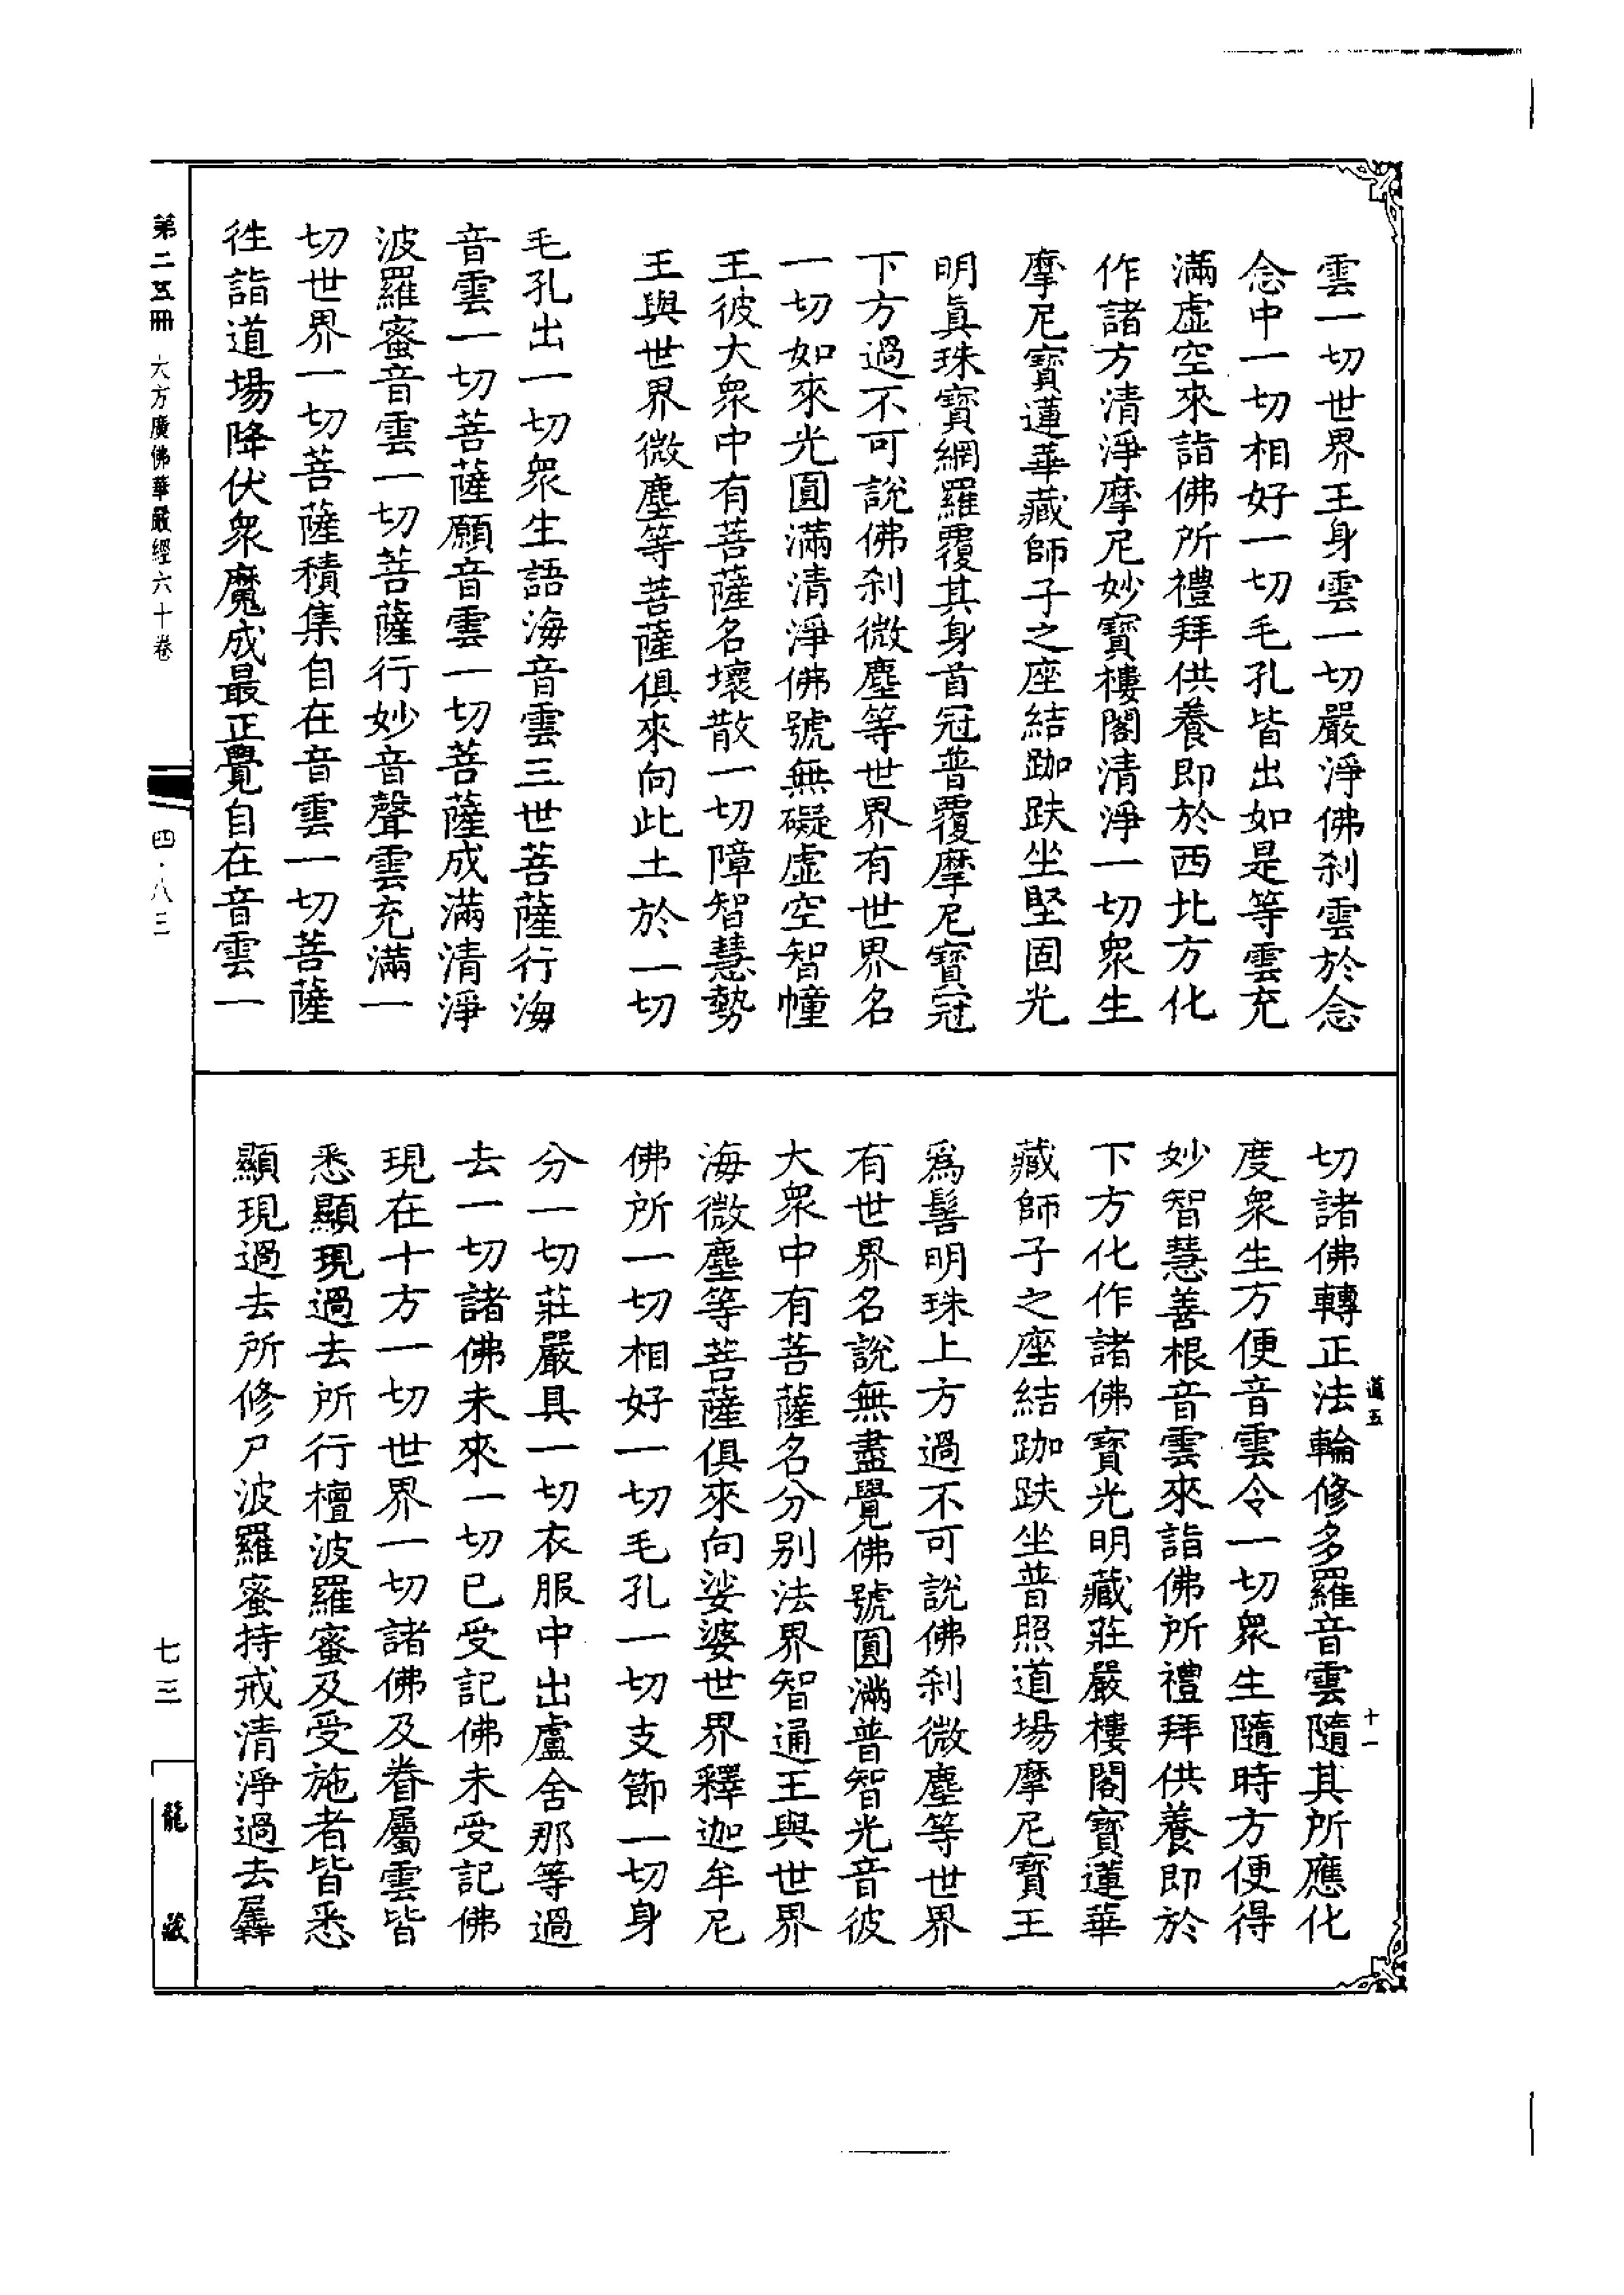 雲一切世界王身雲一切嚴淨佛刹雲於念
念中一切相好一切毛孔皆出如是等雲充
滿虛空來詣佛所禮拜供養即於西北方化
作諸方清淨摩尼妙寶樓閣清淨一切衆生
摩尼寶蓮華藏師子之座結跏趺坐堅固光
明眞珠寶網羅覆其身首冠普覆摩尼寶冠
下方過不可說佛刹微塵等世界有世界名
一切如來光圓滿清淨佛號無礙虛空智幢
王彼大衆中有菩薩名壞散一切障智慧勢
王與世界微塵等菩薩俱來向此土於一切
毛孔出一切衆生語海音雲三世菩薩行海
音雲一切菩薩願音雲一切菩薩成滿清淨
波羅蜜音雲一切菩薩行妙音聲雲充滿一
切世界一切菩薩積集自在音雲一切菩薩
徃詣道場降伏衆魔成最正覺自在音雲一
切諸佛轉正法輪修多羅音雲隨其所應化
度衆生方便音雲令一切衆生隨時方便得
妙智慧善根音雲來詣佛所禮拜供養即於
下方化作諸佛寶光明藏莊嚴樓閣寶蓮華
藏師子之座結跏趺坐普照道場摩尼寶王
爲髻明珠上方過不可說佛刹微塵等世界
有世界名說無盡覺佛號圓滿普智光音彼
大衆中有菩薩名分别法界智通王與世界
海微塵等菩薩俱來向娑婆世界釋迦牟尼
佛所一切相好一切毛孔一切支節一切身
分一切莊嚴具一切衣服中出盧舍那等過
去一切諸佛未來一切已受記佛未受記佛
現在十方一切世界一切諸佛及眷屬雲皆
悉顯現過去所行檀波羅蜜及受施者皆悉
顯現過去所修尸波羅蜜持戒清淨過去羼
道五
十一
第二五冊 大方廣佛華嚴經六十卷
四·八三
七三
龍藏